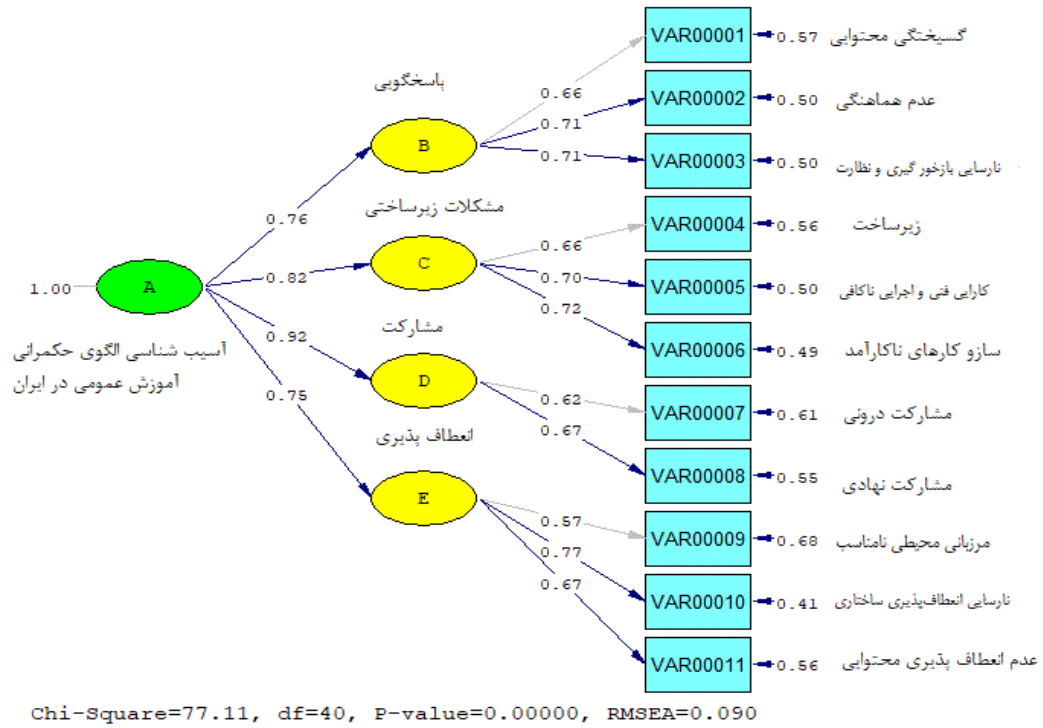 VAR00001
0.57
گسیختگی محتوایی
پاسخگویی
0.66
VAR00002
0.50
عدم هماهنگی
0.71
B
0.71
VAR00003
0.50
نارسایی بازخور گیری و نظارت
0.76
مشکلات زیرساختی
VAR00004
0.56
زیرساخت
0.66
C
0.82
0.70
VAR00005
0.50
کارایی فنی و اجرایی ناکافی
1.00
A
0.72
مشارکت
0.92
VAR00006
0.49
سازو کارهای ناکارآمد
آسیب شناسی الگوی حکمرانی
آموزش عمومی در ایران
D
0.62
0.75
0.67
VAR00007
0.61
مشارکت درونی
انعطاف پذیری
VAR00008
0.55
مشارکت نهادی
E
0.57
VAR00009
0.68
مرزبانی محیطی نامناسب
0.77
0.67
VAR00010
0.41
نارسایی انعطاف‌پذیری ساختاری
VAR00011
0.56
عدم انعطاف پذیری محتوایی
Chi-Square=77.11, df=40, P-value=0.00000, RMSEA=0.090